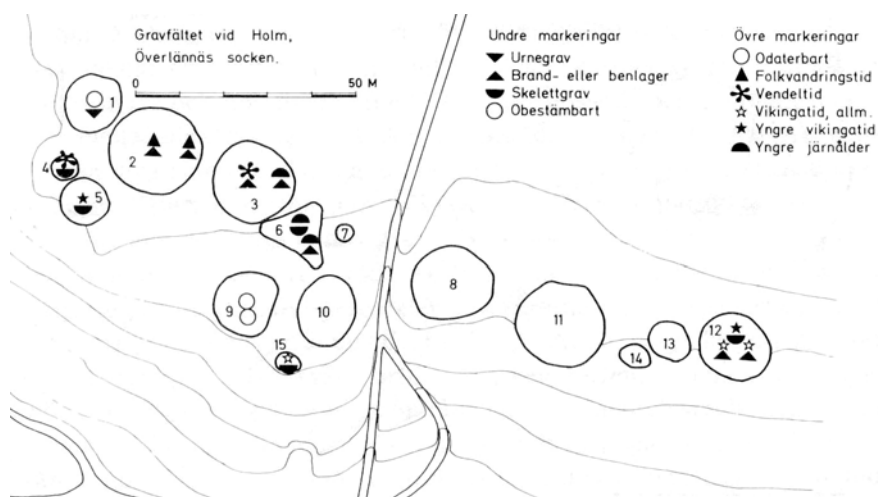 Gravfältet vid Holm,
Överlännäs socken.
0 50 M
Undre markeringar
Urnegrav
Brand- eller benlager
Skelettgrav
Obestämbart
Övre markeringar
Odaterbart
Folkvandringstid
Vendeltid
Vikingatid, allm.
Yngre vikingatid
Yngre järnålder
1
2
3
4
5
6
7
8
9
10
11
12
13
14
15